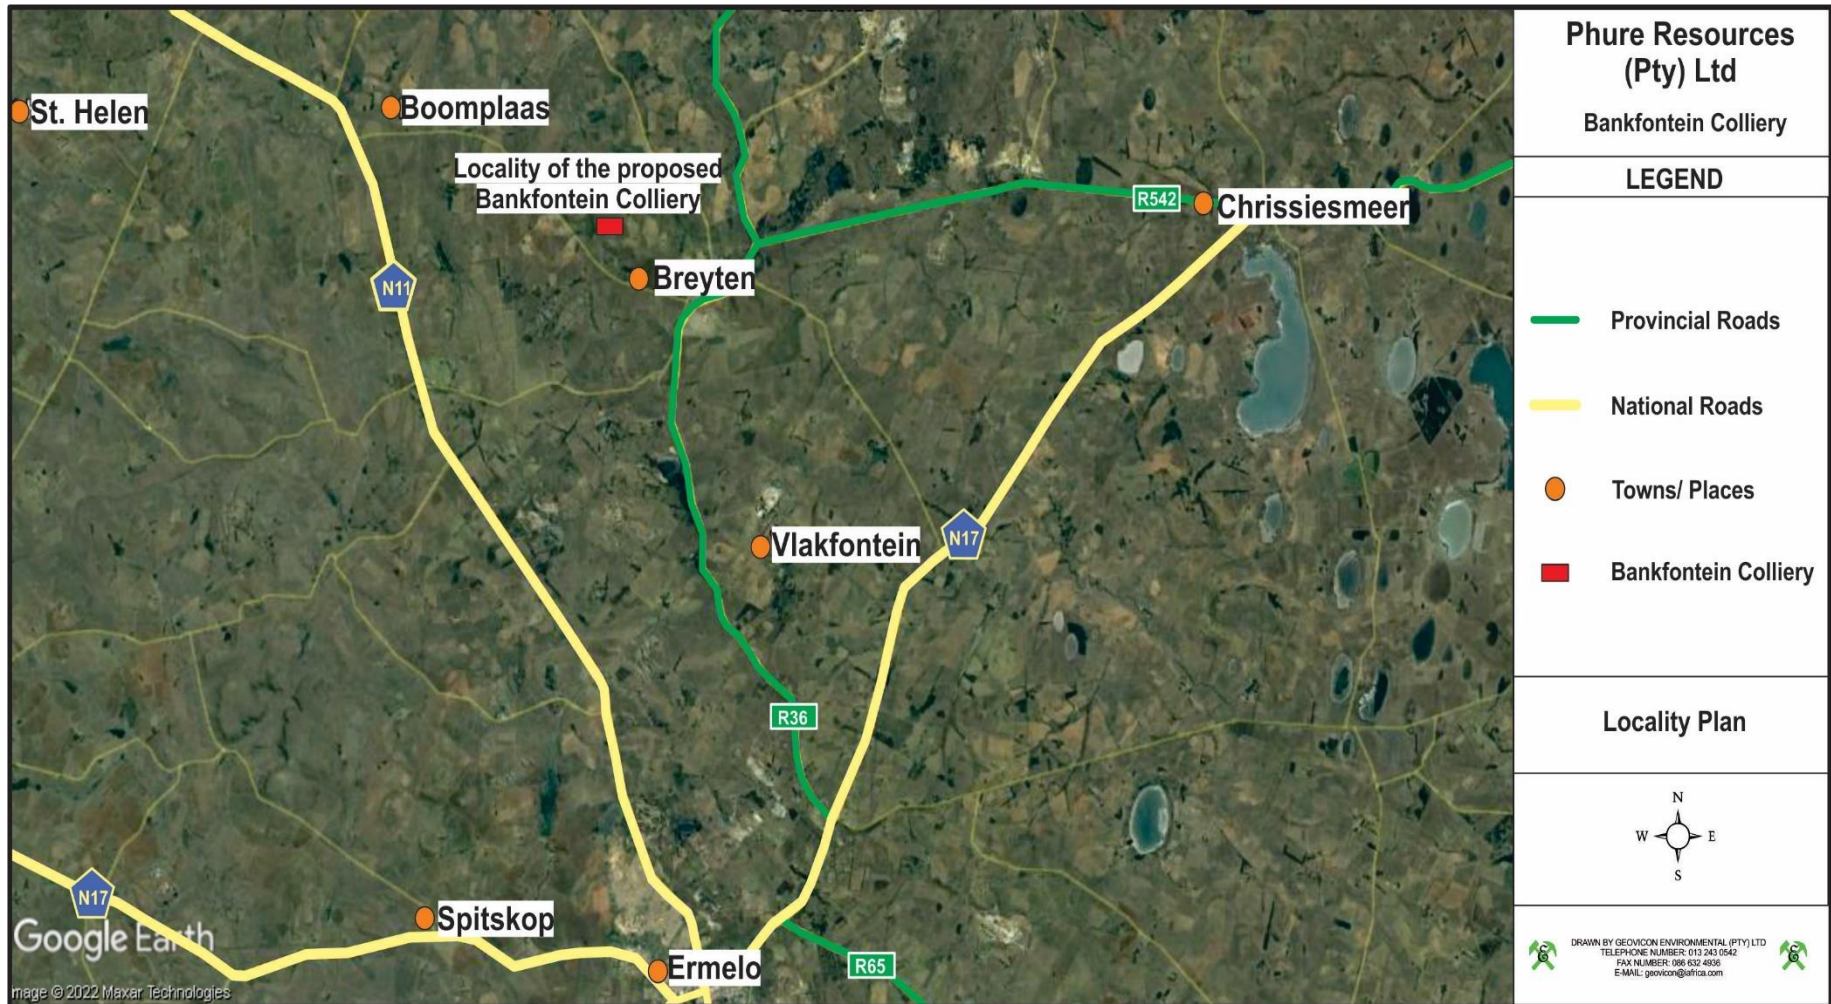 St. Helen
Boomplaas
Locality of the proposed
Bankfontein Colliery
R542
Chrissiesmeer
N11
Breyten
Vlakfontein
N17
R36
N17
Spitskop
Google Earth
Ermelo
R65
mage © 2022 Maxar Technologies
Phure Resources
(Pty) Ltd
Bankfontein Colliery
LEGEND
Provincial Roads
National Roads
Towns/ Places
Bankfontein Colliery
Locality Plan
N
W E
S
DRAWN BY GEOVICON ENVIRONMENTAL (PTY) LTD
TELEPHONE NUMBER: 013 243 0542
FAX NUMBER: 086 632 4936
E-MAIL: geovicon@iafrica.com